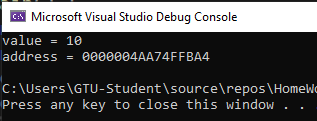 Microsoft Visual Studio Debug Console
value = 10
address = 0000004AA74FFBA4
C:\Users\GTU-Student\source\repos\HomeWo
Press any key to close this window . .